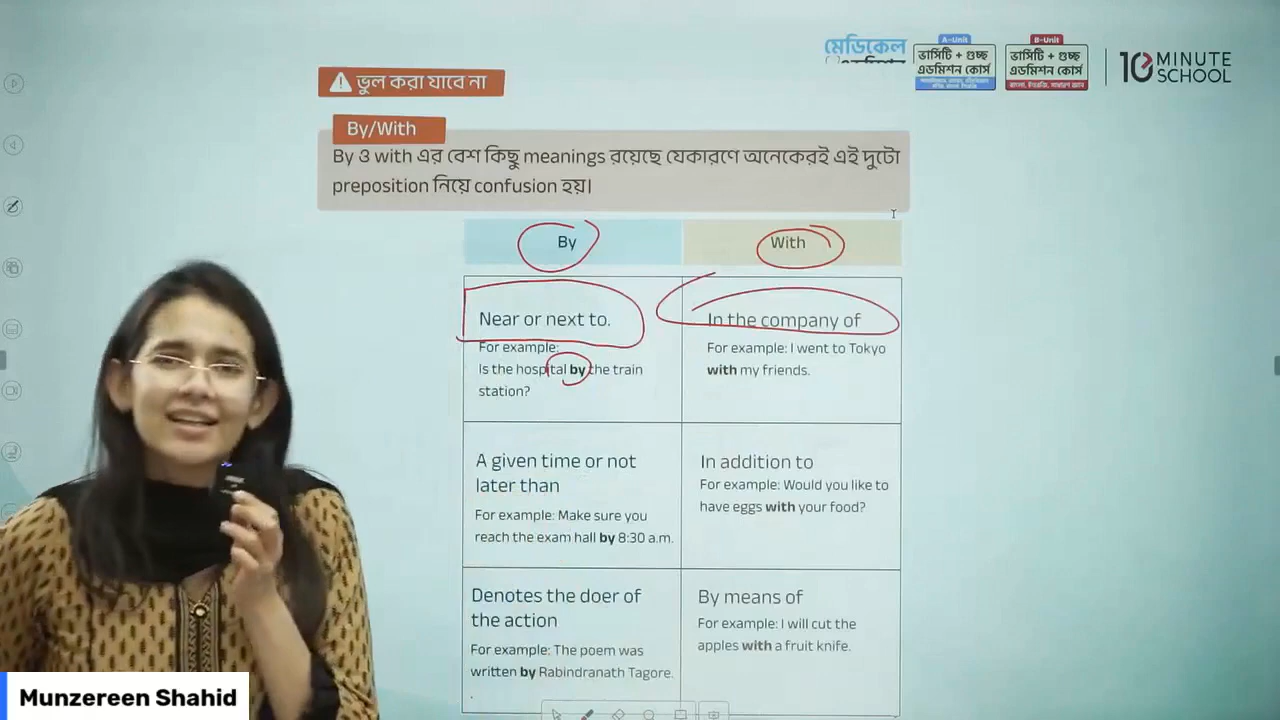 মেডিকেল
A-Unit
ভার্সিটি + গুচ্ছ
এডমিশন কোর্স
B-Unit
ভার্সিটি + গুচ্ছ
এডমিশন কোর্স
বাংলা, ইংরেজি, সাধারণ জ্ঞান
10 MINUTE
SCHOOL
ভুল করা যাবে না
By/With
By ও with এর বেশ কিছু meanings রয়েছে যেকারণে অনেকেরই এই দুটো
preposition নিয়ে confusion হয়।
By
With
Near or next to.
For example:
Is the hospital by the train
station?
In the company of
For example: I went to Tokyo
with my friends.
A given time or not
later than
For example: Make sure you
reach the exam hall by 8:30 a.m.
In addition to
For example: Would you like to
have eggs with your food?
Denotes the doer of
the action
For example: The poem was
written by Rabindranath Tagore.
By means of
For example: I will cut the
apples with a fruit knife.
Munzereen Shahid